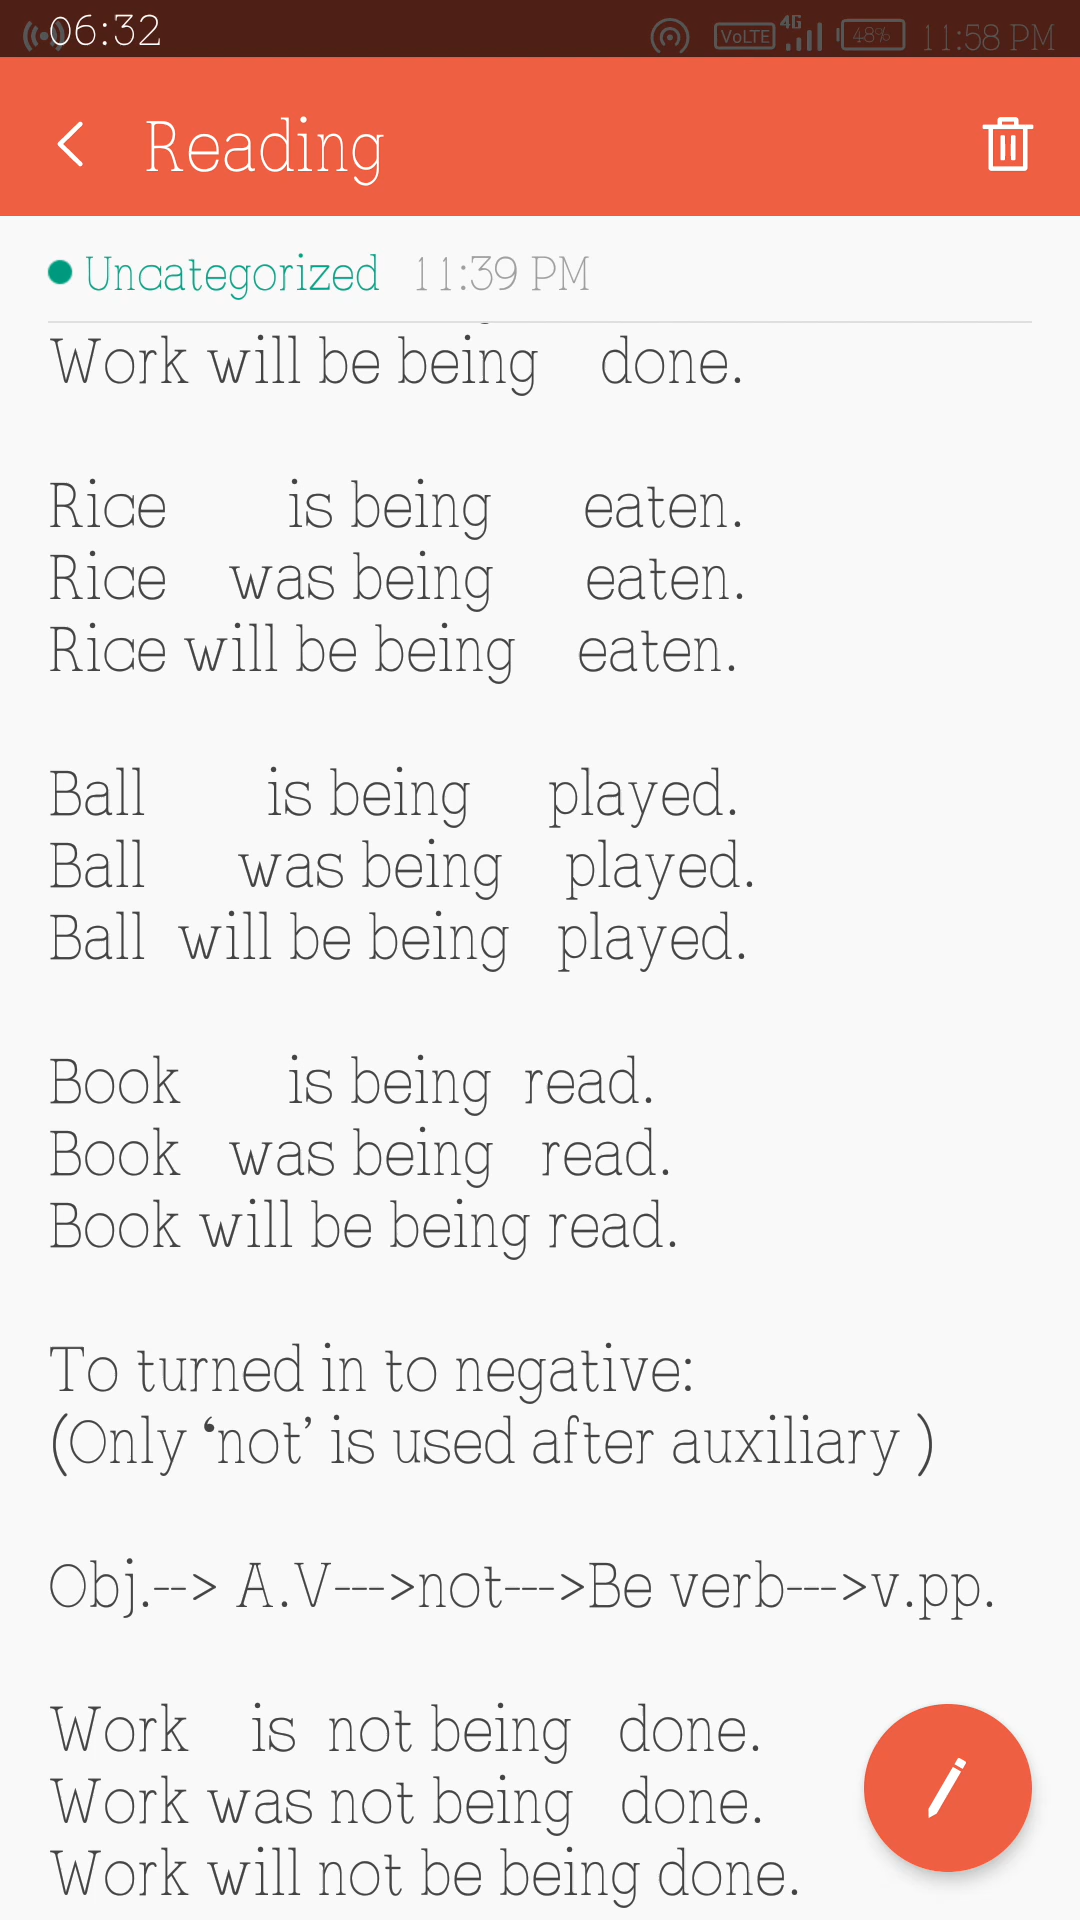 06:32 VoLTE 4G 48% 11:58 PM
Reading
Uncategorized 11:39 PM
Work will be being done.
Rice is being eaten.
Rice was being eaten.
Rice will be being eaten.
Ball is being played.
Ball was being played.
Ball will be being played.
Book is being read.
Book was being read.
Book will be being read.
To turned in to negative:
(Only ‘not’ is used after auxiliary )
Obj.--> A.V--->not--->Be verb--->v.pp.
Work is not being done.
Work was not being done.
Work will not be being done.